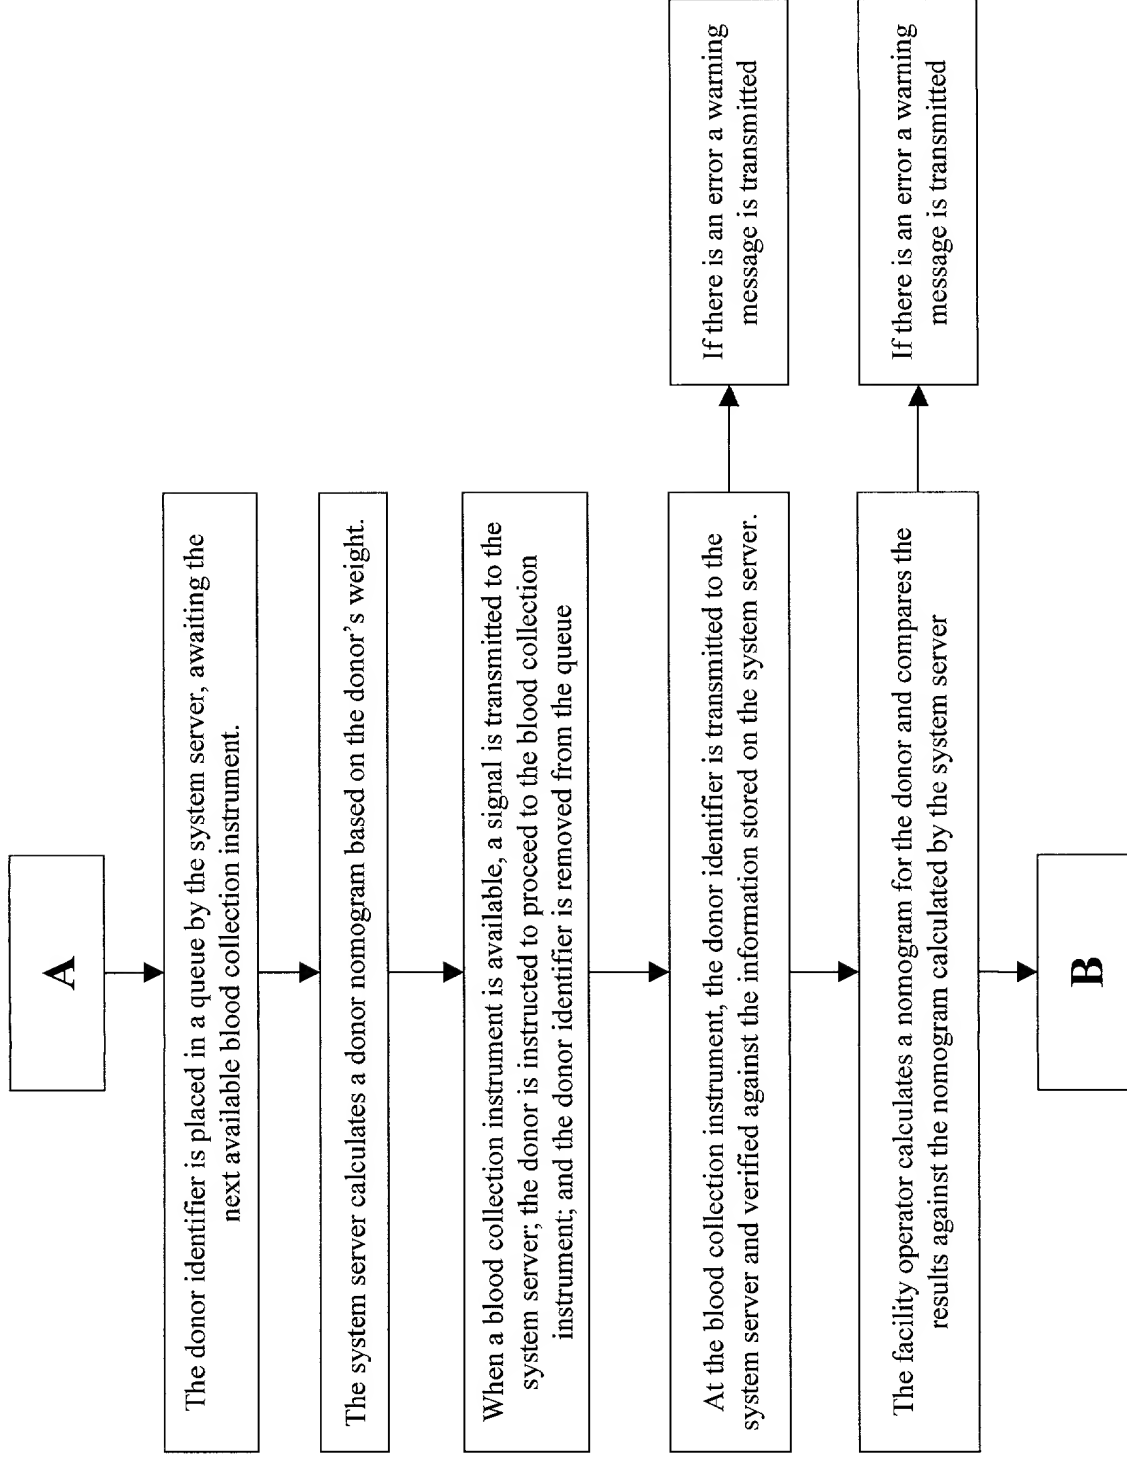 A
The donor identifier is placed in a queue by the system server, awaiting the
next available blood collection instrument.
The system server calculates a donor nomogram based on the donor’s weight.
When a blood collection instrument is available, a signal is transmitted to the
system server; the donor is instructed to proceed to the blood collection
instrument; and the donor identifier is removed from the queue
At the blood collection instrument, the donor identifier is transmitted to the
system server and verified against the information stored on the system server.
If there is an error a warning
message is transmitted
The facility operator calculates a nomogram for the donor and compares the
results against the nomogram calculated by the system server
If there is an error a warning
message is transmitted
B